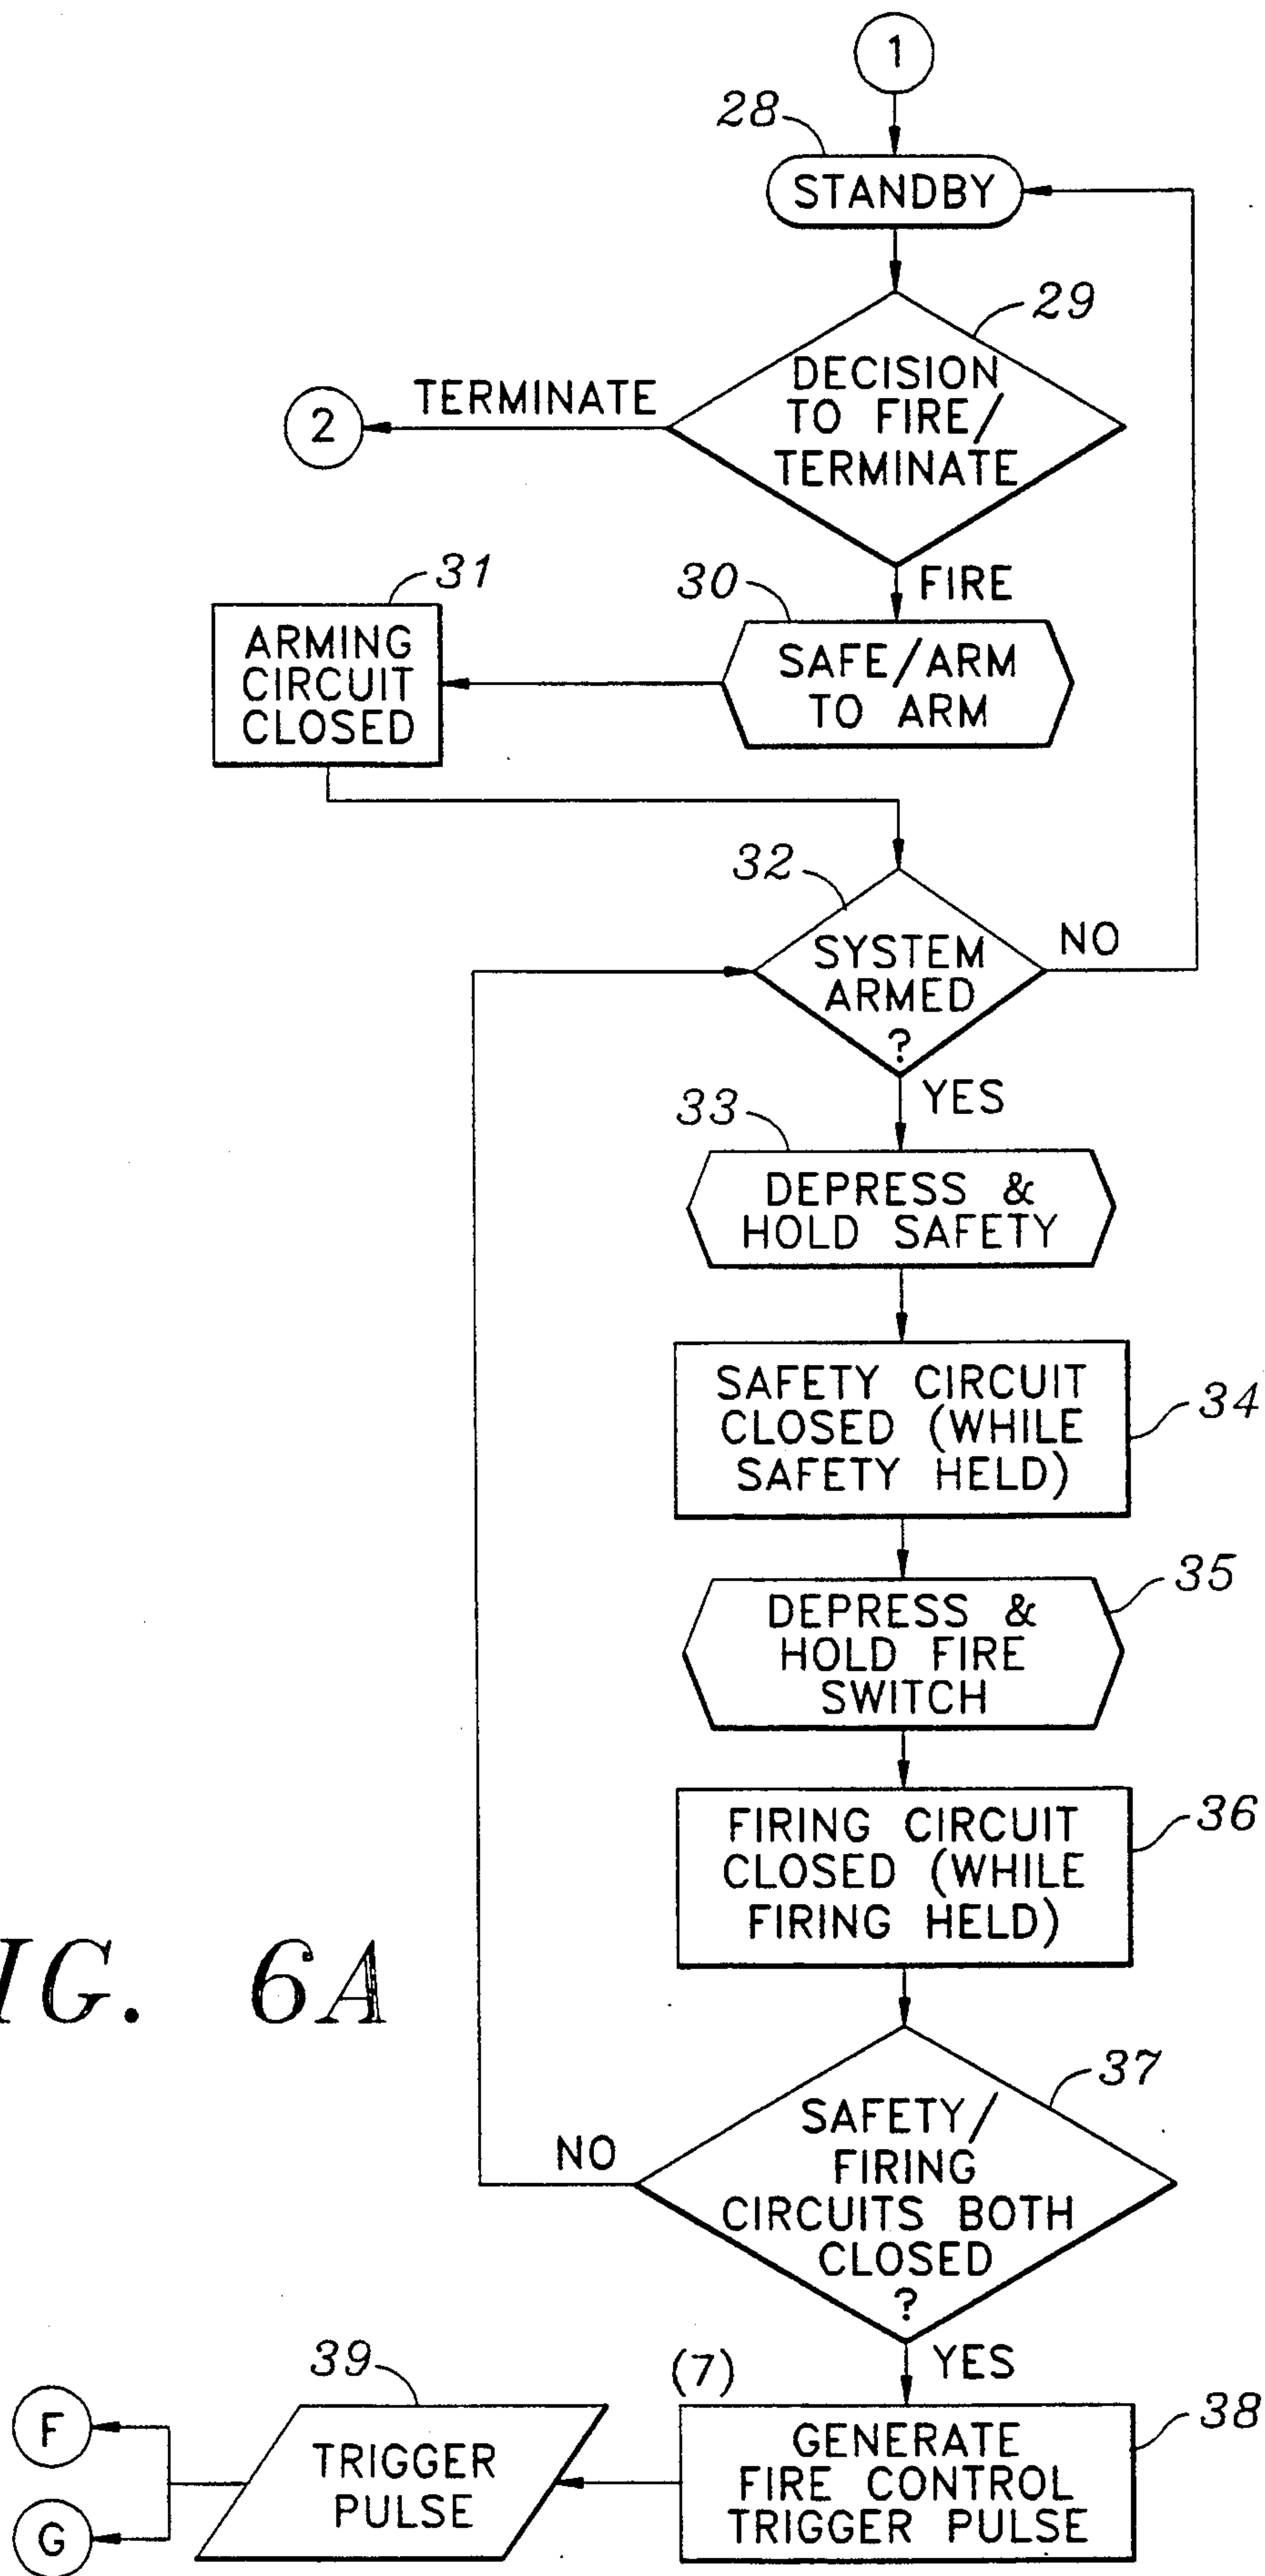 1
28
STANDBY
29
DECISION
TO FIRE/
TERMINATE
TERMINATE
2
FIRE
30
SAFE/ARM
TO ARM
31
ARMING
CIRCUIT
CLOSED
32
SYSTEM
ARMED
?
NO
YES
33
DEPRESS &
HOLD SAFETY
SAFETY CIRCUIT
CLOSED (WHILE
SAFETY HELD)
34
DEPRESS &
HOLD FIRE
SWITCH
35
FIRING CIRCUIT
CLOSED (WHILE
FIRING HELD)
36
IG. 6A
37
SAFETY/
FIRING
CIRCUITS BOTH
CLOSED
?
NO
YES
(7)
GENERATE
FIRE CONTROL
TRIGGER PULSE
38
39
TRIGGER
PULSE
F
G